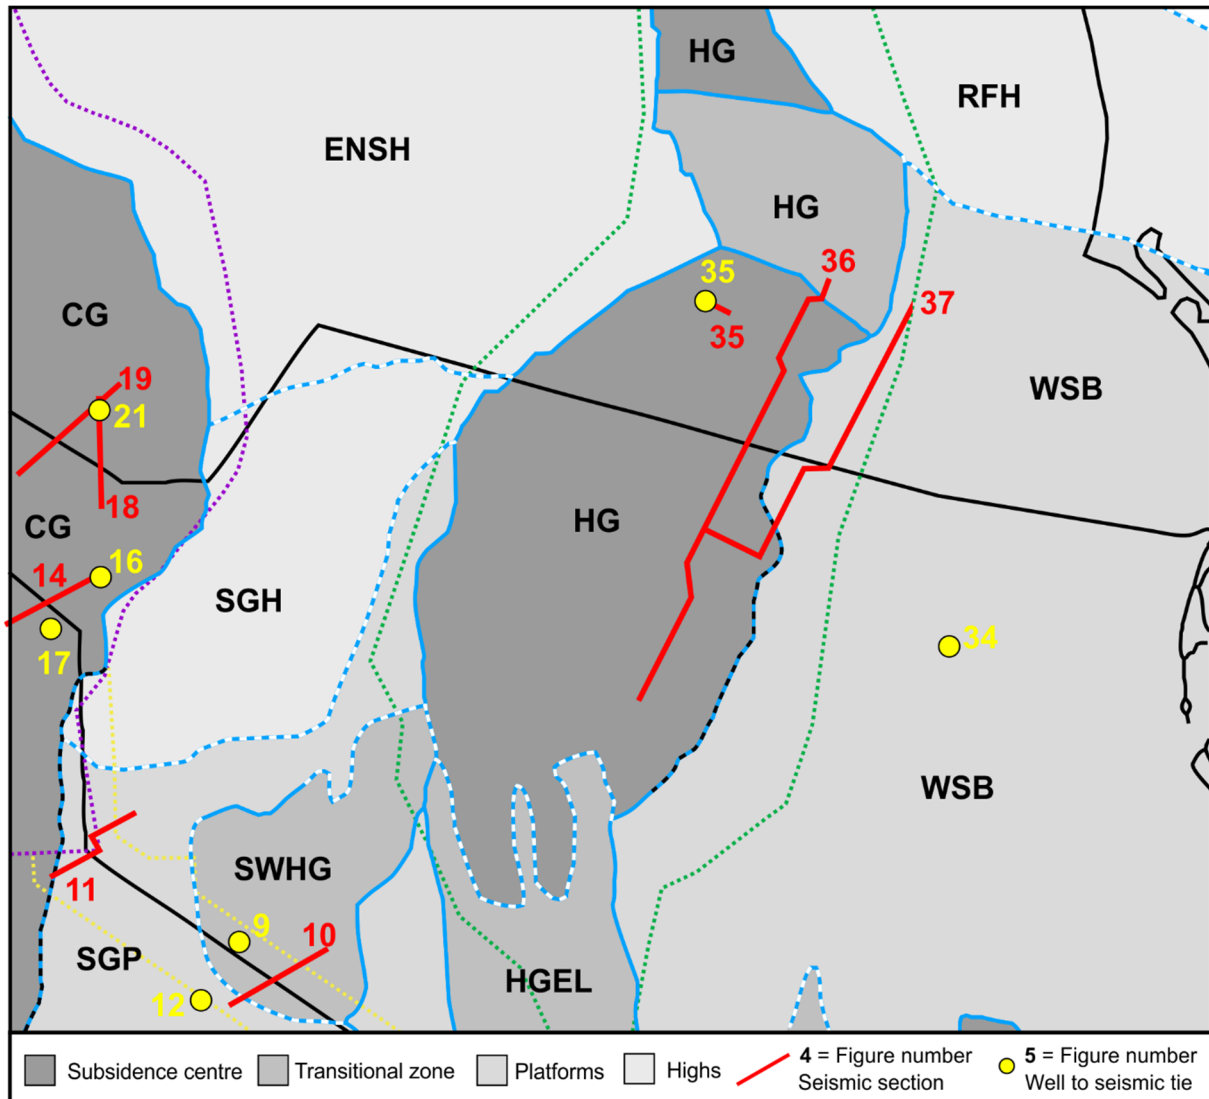 HG
RFH
ENSH
HG
36
35
37
CG
35
19
21
WSB
18
CG
HG
16
14
SGH
17
34
WSB
SWHG
11
9
10
SGP
HGEL
12
Subsidence centre
Transitional zone
Platforms
Highs
4 = Figure number
Seismic section
5 = Figure number
Well to seismic tie